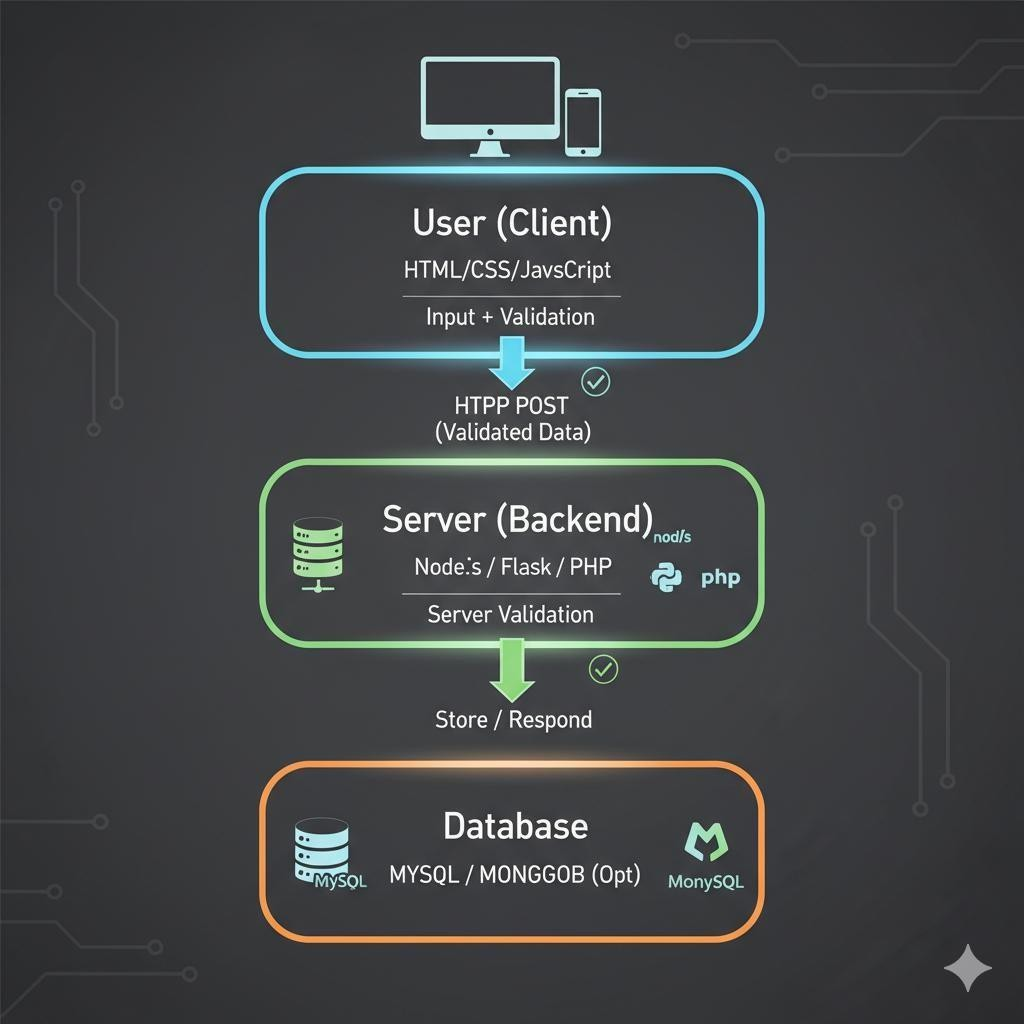 User (Client)
HTML/CSS/JavsCript
Input + Validation
HTPP POST
(Validated Data)
Server (Backend)
nod/s
Node:s / Flask / PHP
php
Server Validation
Store / Respond
Database
MySQL
MYSQL / MONGGOB (Opt)
MonySQL